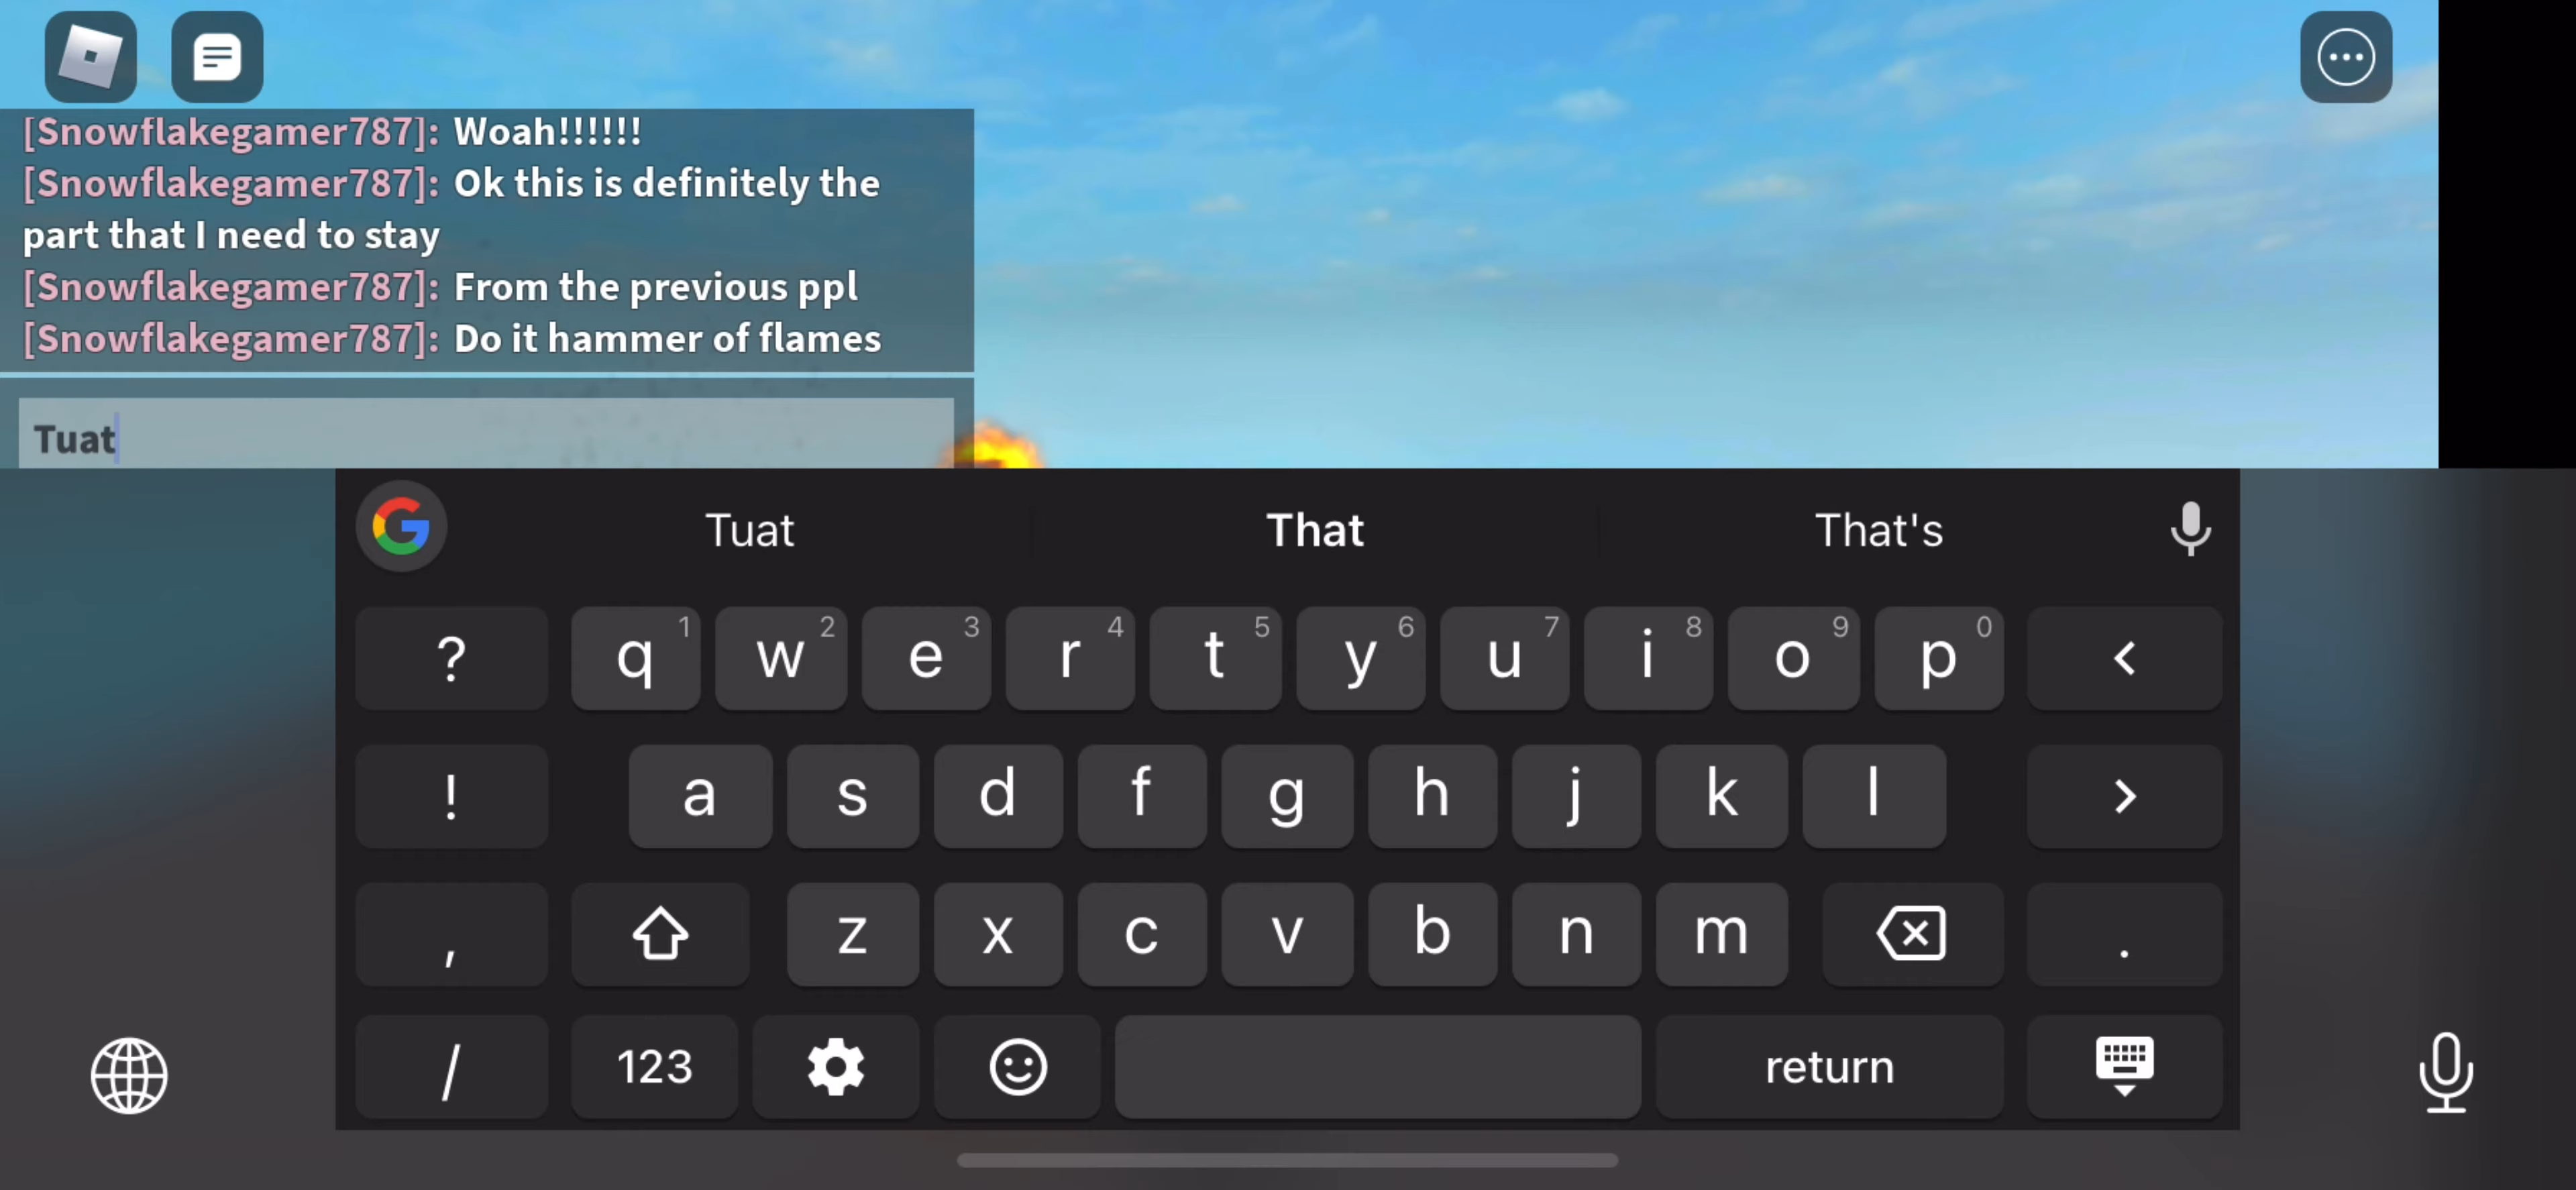 [Snowflakegamer787]: Woah!!!!!!
[Snowflakegamer787]: Ok this is definitely the
part that I need to stay
[Snowflakegamer787]: From the previous ppl
[Snowflakegamer787]: Do it hammer of flames
Tuat
Tuat That That's
? q 1 w 2 e 3 r 4 t 5 y 6 u 7 i 8 o 9 p 0 <
! a s d f g h j k l >
, z x c v b n m .
/ 123 return